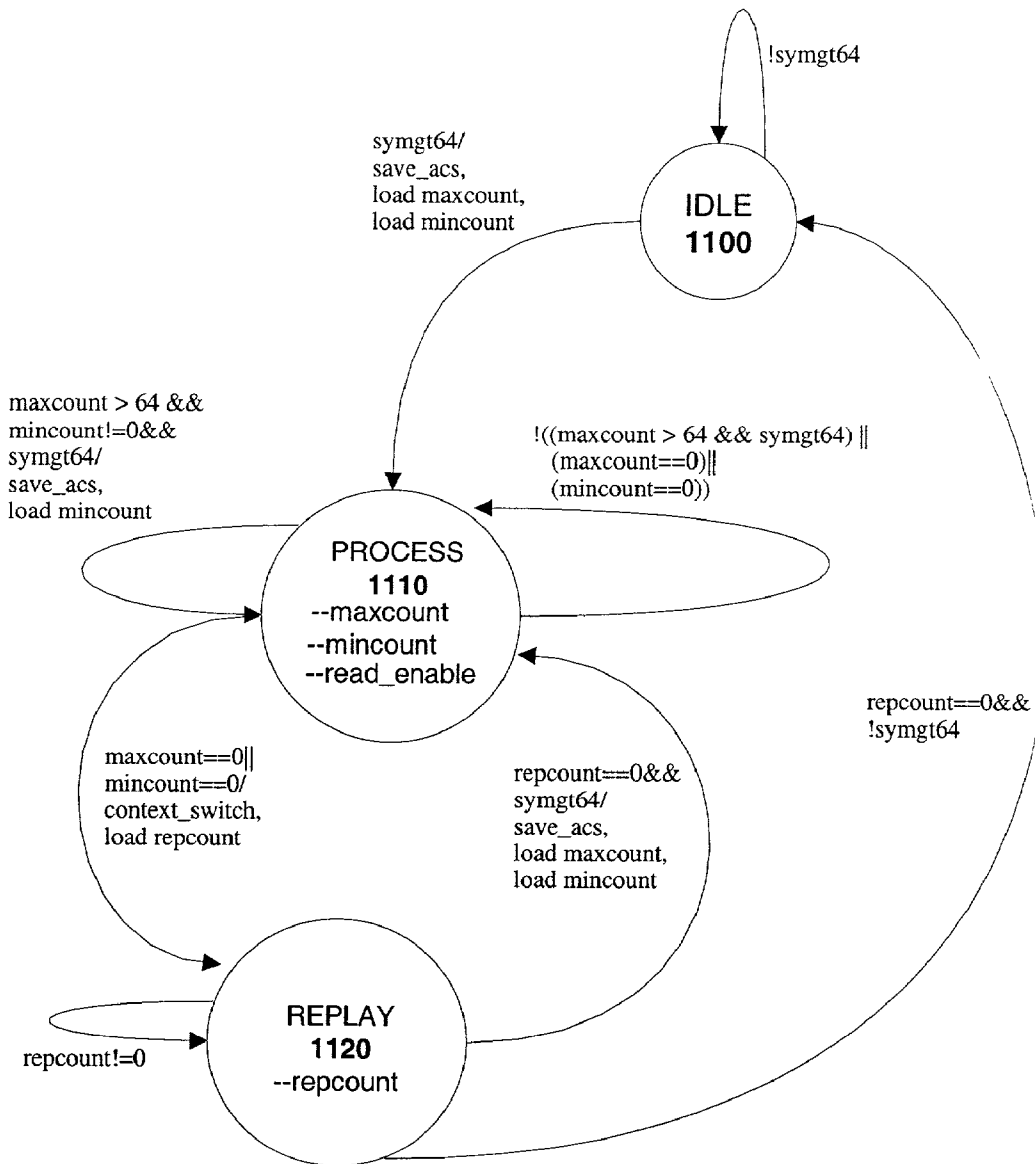 !symgt64
symgt64/
save_acs,
load maxcount,
load mincount
IDLE
1100
maxcount > 64 &&
mincount!=0&&
symgt64/
save_acs,
load mincount
!((maxcount > 64 && symgt64) ||
(maxcount==0)||
(mincount==0))
PROCESS
1110
--maxcount
--mincount
--read_enable
repcount==0&&
!symgt64
maxcount==0||
mincount==0/
context_switch,
load repcount
repcount==0&&
symgt64/
save_acs,
load maxcount,
load mincount
REPLAY
1120
--repcount
repcount!=0